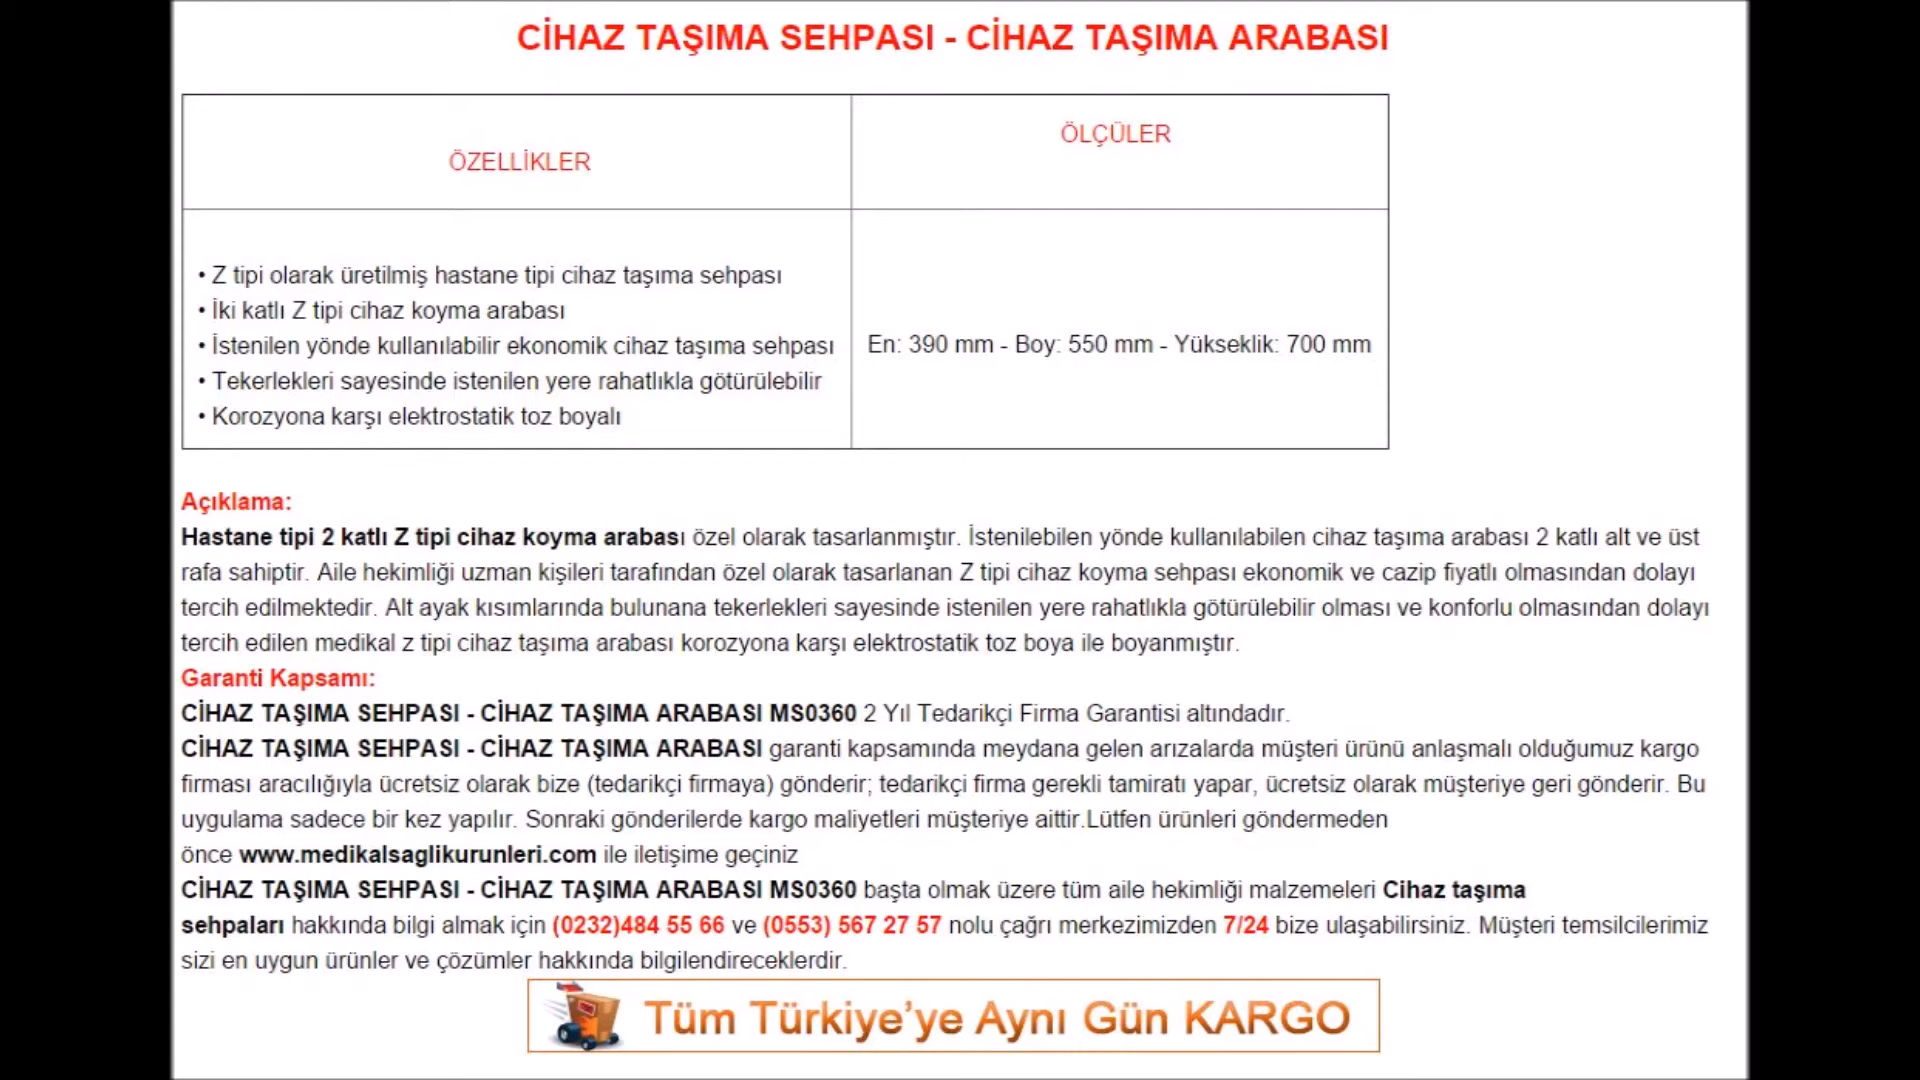 CİHAZ TAŞIMA SEHPASI - CİHAZ TAŞIMA ARABASI
ÖZELLİKLER
ÖLÇÜLER
• Z tipi olarak üretilmiş hastane tipi cihaz taşıma sehpası
• İki katlı Z tipi cihaz koyma arabası
• İstenilen yönde kullanılabilir ekonomik cihaz taşıma sehpası
• Tekerlekleri sayesinde istenilen yere rahatlıkla götürülebilir
• Korozyona karşı elektrostatik toz boyalı
En: 390 mm - Boy: 550 mm - Yükseklik: 700 mm
Açıklama:
Hastane tipi 2 katlı Z tipi cihaz koyma arabası özel olarak tasarlanmıştır. İstenilebilen yönde kullanılabilen cihaz taşıma arabası 2 katlı alt ve üst
rafa sahiptir. Aile hekimliği uzman kişileri tarafından özel olarak tasarlanan Z tipi cihaz koyma sehpası ekonomik ve cazip fiyatlı olmasından dolayı
tercih edilmektedir. Alt ayak kısımlarında bulunana tekerlekleri sayesinde istenilen yere rahatlıkla götürülebilir olması ve konforlu olmasından dolayı
tercih edilen medikal z tipi cihaz taşıma arabası korozyona karşı elektrostatik toz boya ile boyanmıştır.
Garanti Kapsamı:
CİHAZ TAŞIMA SEHPASI - CİHAZ TAŞIMA ARABASI MS0360 2 Yıl Tedarikçi Firma Garantisi altındadır.
CİHAZ TAŞIMA SEHPASI - CİHAZ TAŞIMA ARABASI garanti kapsamında meydana gelen arızalarda müşteri ürünü anlaşmalı olduğumuz kargo
firması aracılığıyla ücretsiz olarak bize (tedarikçi firmaya) gönderir; tedarikçi firma gerekli tamiratı yapar, ücretsiz olarak müşteriye geri gönderir. Bu
uygulama sadece bir kez yapılır. Sonraki gönderilerde kargo maliyetleri müşteriye aittir.Lütfen ürünleri göndermeden
önce www.medikalsaglikurunleri.com ile iletişime geçiniz
CİHAZ TAŞIMA SEHPASI - CİHAZ TAŞIMA ARABASI MS0360 başta olmak üzere tüm aile hekimliği malzemeleri Cihaz taşıma
sehpaları hakkında bilgi almak için (0232)484 55 66 ve (0553) 567 27 57 nolu çağrı merkezimizden 7/24 bize ulaşabilirsiniz. Müşteri temsilcilerimiz
sizi en uygun ürünler ve çözümler hakkında bilgilendireceklerdir.
Tüm Türkiye'ye Aynı Gün KARGO